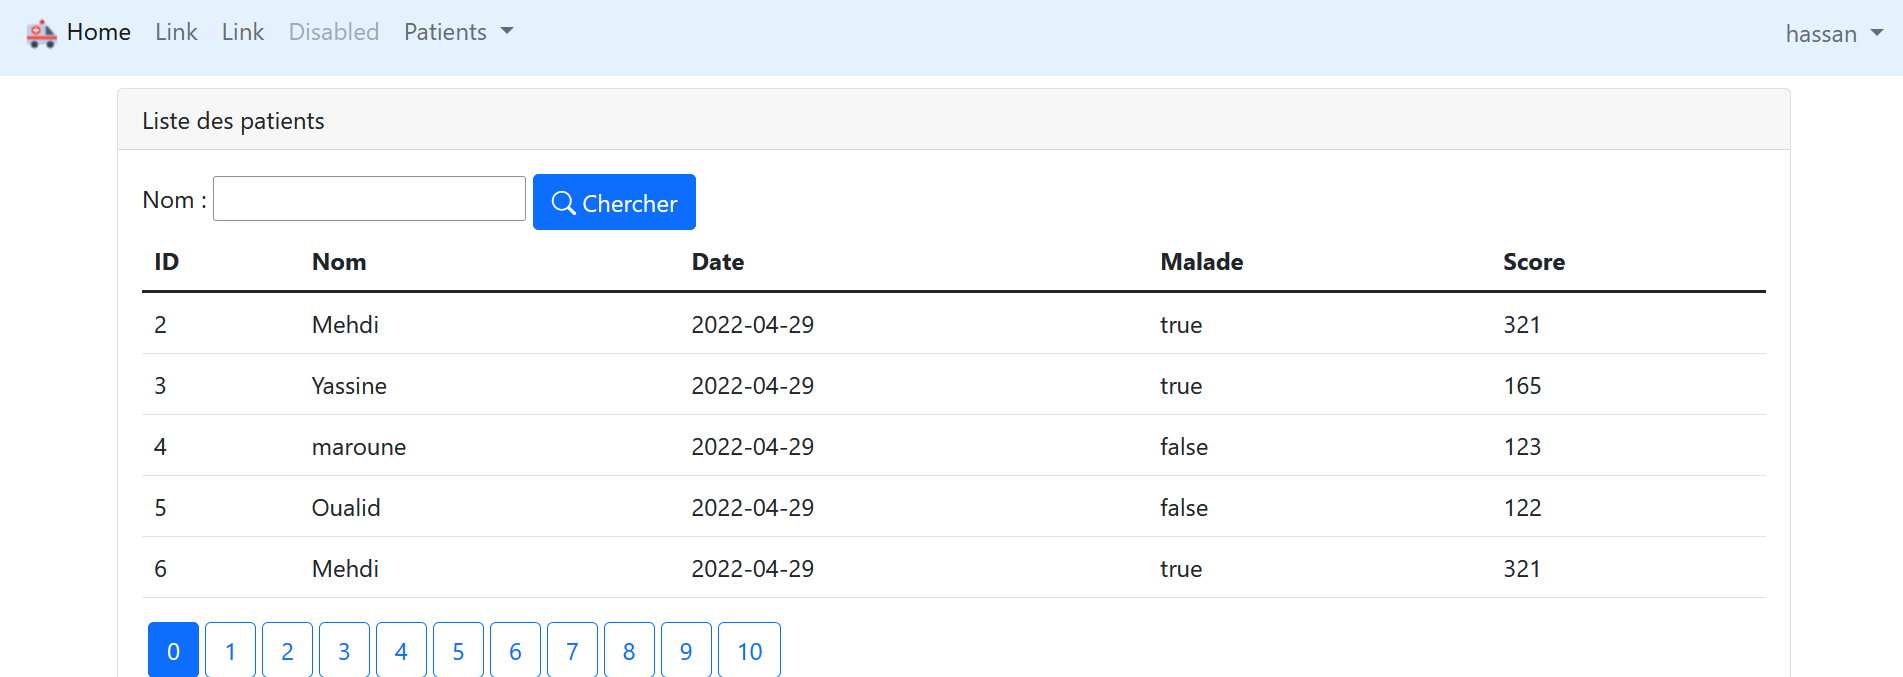 Home Link Link Disabled Patients hassan
Liste des patients
Nom : Chercher
ID Nom Date Malade Score
2 Mehdi 2022-04-29 true 321
3 Yassine 2022-04-29 true 165
4 maroune 2022-04-29 false 123
5 Oualid 2022-04-29 false 122
6 Mehdi 2022-04-29 true 321
0 1 2 3 4 5 6 7 8 9 10